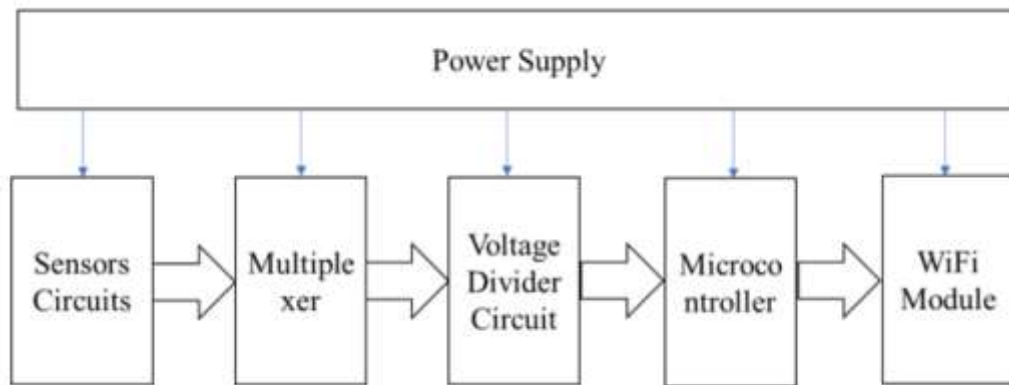 Power Supply
Sensors
Circuits
Multiple
xer
Voltage
Divider
Circuit
Microco
ntroller
WiFi
Module